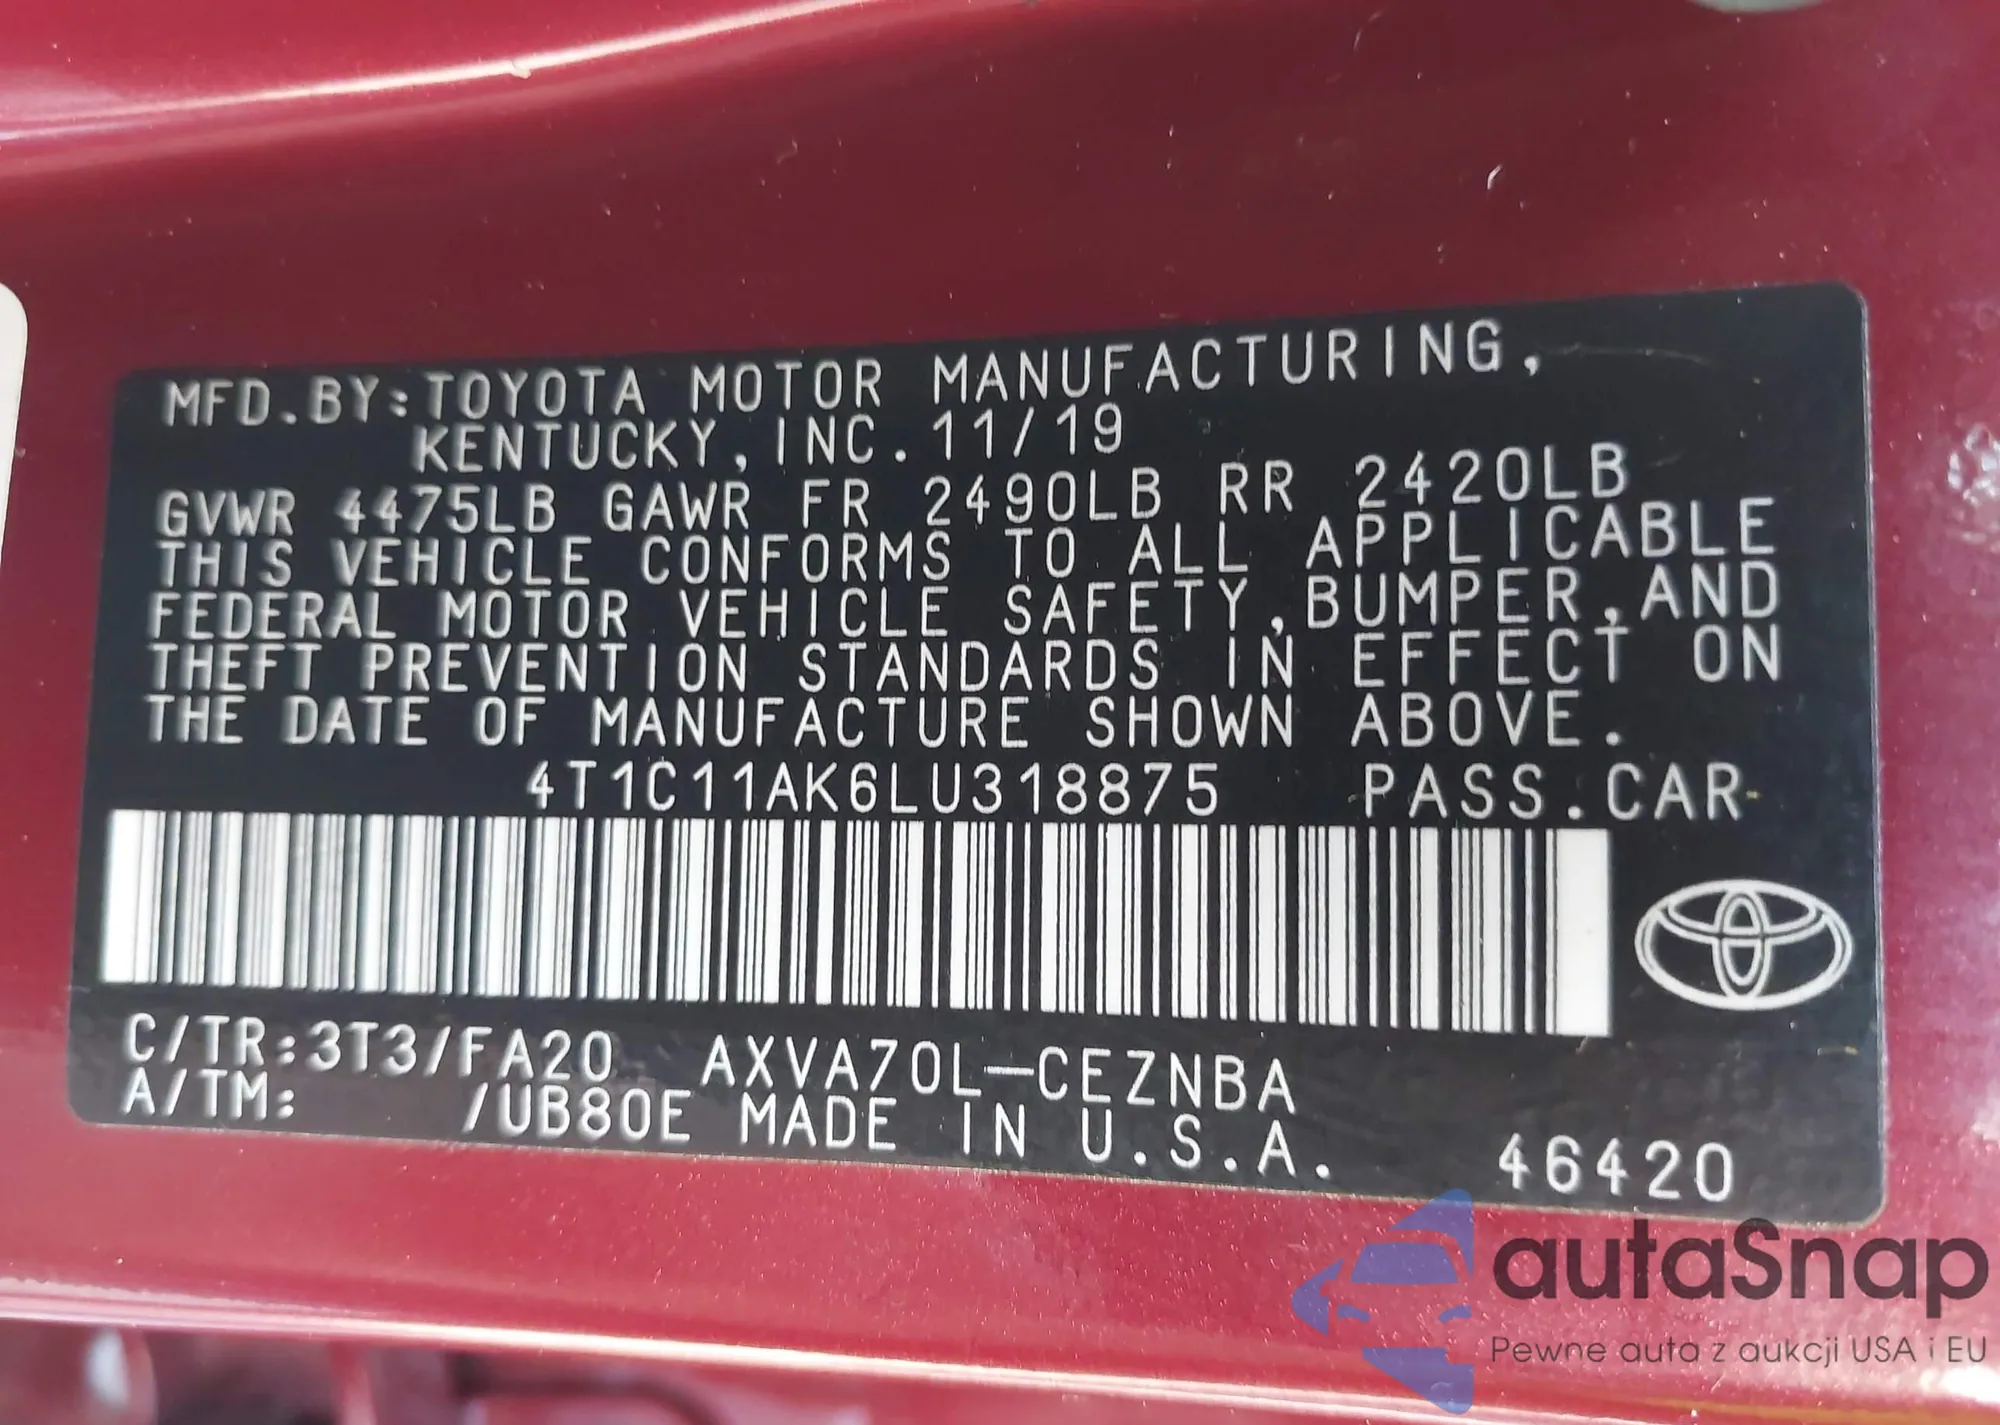 MFD.BY:TOYOTA MOTOR MANUFACTURING,
KENTUCKY,INC. 11/19
GVWR 4475LB GAWR FR 2490LB RR 2420LB
THIS VEHICLE CONFORMS TO ALL APPLICABLE
FEDERAL MOTOR VEHICLE SAFETY,BUMPER,AND
THEFT PREVENTION STANDARDS IN EFFECT ON
THE DATE OF MANUFACTURE SHOWN ABOVE.
4T1C11AK6LU318875 PASS.CAR
C/TR:3T3/FA20 AXVA70L-CEZNBA
A/TM: /UB80E MADE IN U.S.A.
46420
autaSnap
Pewne auta z aukcji USA i EU